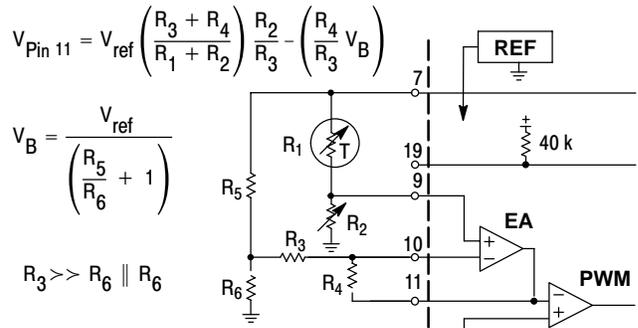 V_Pin 11 = V_ref ( (R_3 + R_4) / (R_1 + R_2) ) R_2 / R_3 − ( R_4 / R_3 V_B )
V_B = V_ref / ( R_5 / R_6 + 1 )
R_3 >> R_6 ∥ R_6
REF
7
+
40 k
R_1
T
19
9
R_5
R_2
EA
R_3
10
+
−
R_6
R_4
11
PWM
−
+